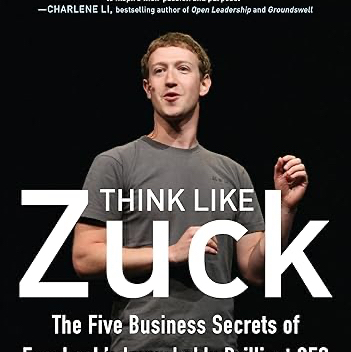 —CHARLENE LI, bestselling author of Open Leadership and Groundswell
THINK LIKE
Zuck
The Five Business Secrets of